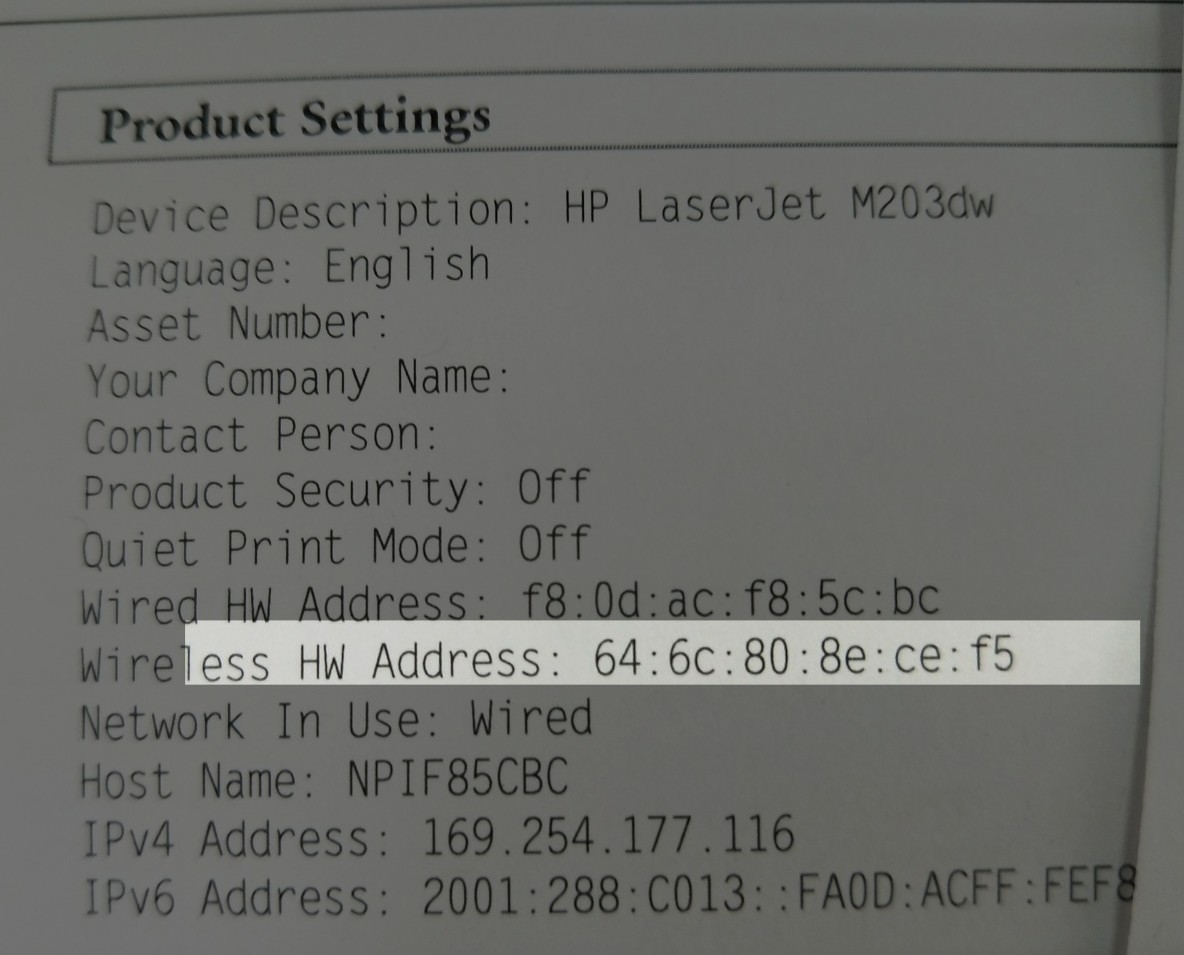 Product Settings
Device Description: HP LaserJet M203dw
Language: English
Asset Number:
Your Company Name:
Contact Person:
Product Security: Off
Quiet Print Mode: Off
Wired HW Address: f8:0d:ac:f8:5c:bc
Wireless HW Address: 64:6c:80:8e:ce:f5
Network In Use: Wired
Host Name: NPIF85CBC
IPv4 Address: 169.254.177.116
IPv6 Address: 2001:288:C013::FA0D:ACFF:FEF8